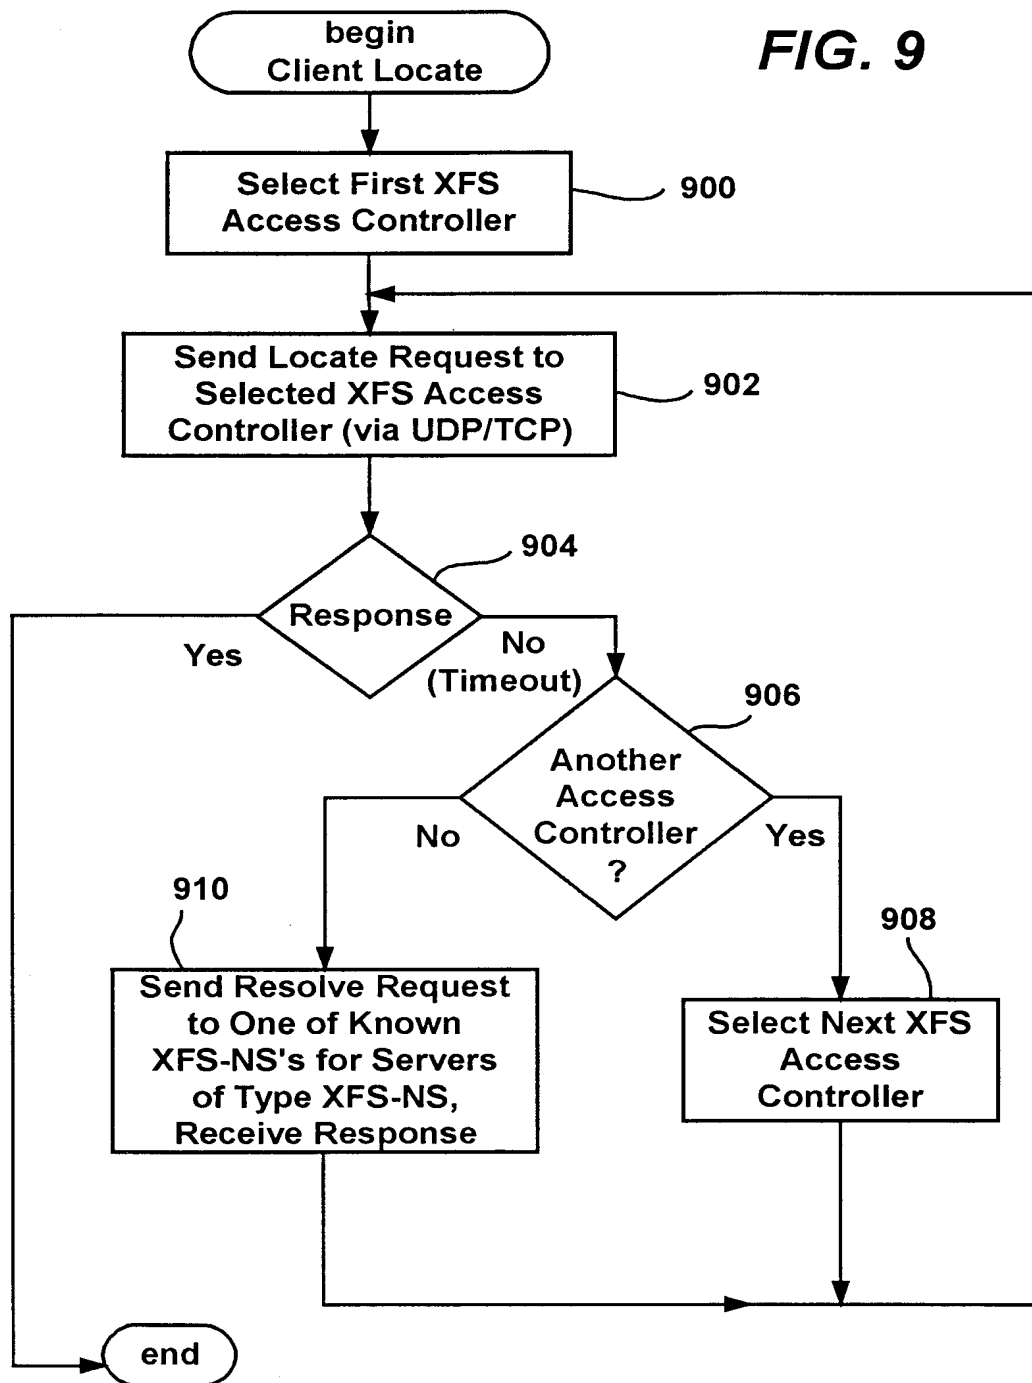 FIG. 9
begin
Client Locate
Select First XFS
Access Controller
900
Send Locate Request to
Selected XFS Access
Controller (via UDP/TCP)
902
904
Response
Yes
No
(Timeout)
906
Another
Access
Controller
?
No
Yes
910
908
Send Resolve Request
to One of Known
XFS-NS's for Servers
of Type XFS-NS,
Receive Response
Select Next XFS
Access
Controller
end